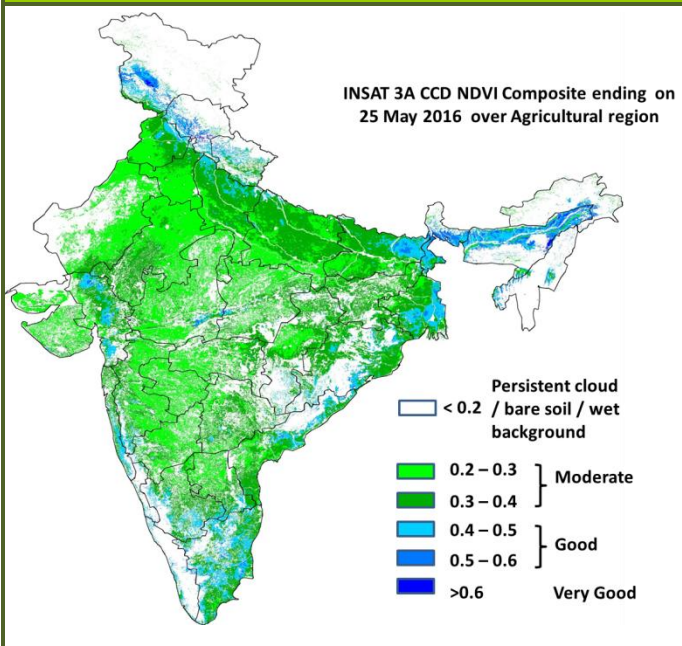 INSAT 3A CCD NDVI Composite ending on
25 May 2016 over Agricultural region
< 0.2 Persistent cloud
/ bare soil / wet
background
0.2 – 0.3
Moderate
0.3 – 0.4
0.4 – 0.5
Good
0.5 – 0.6
>0.6 Very Good